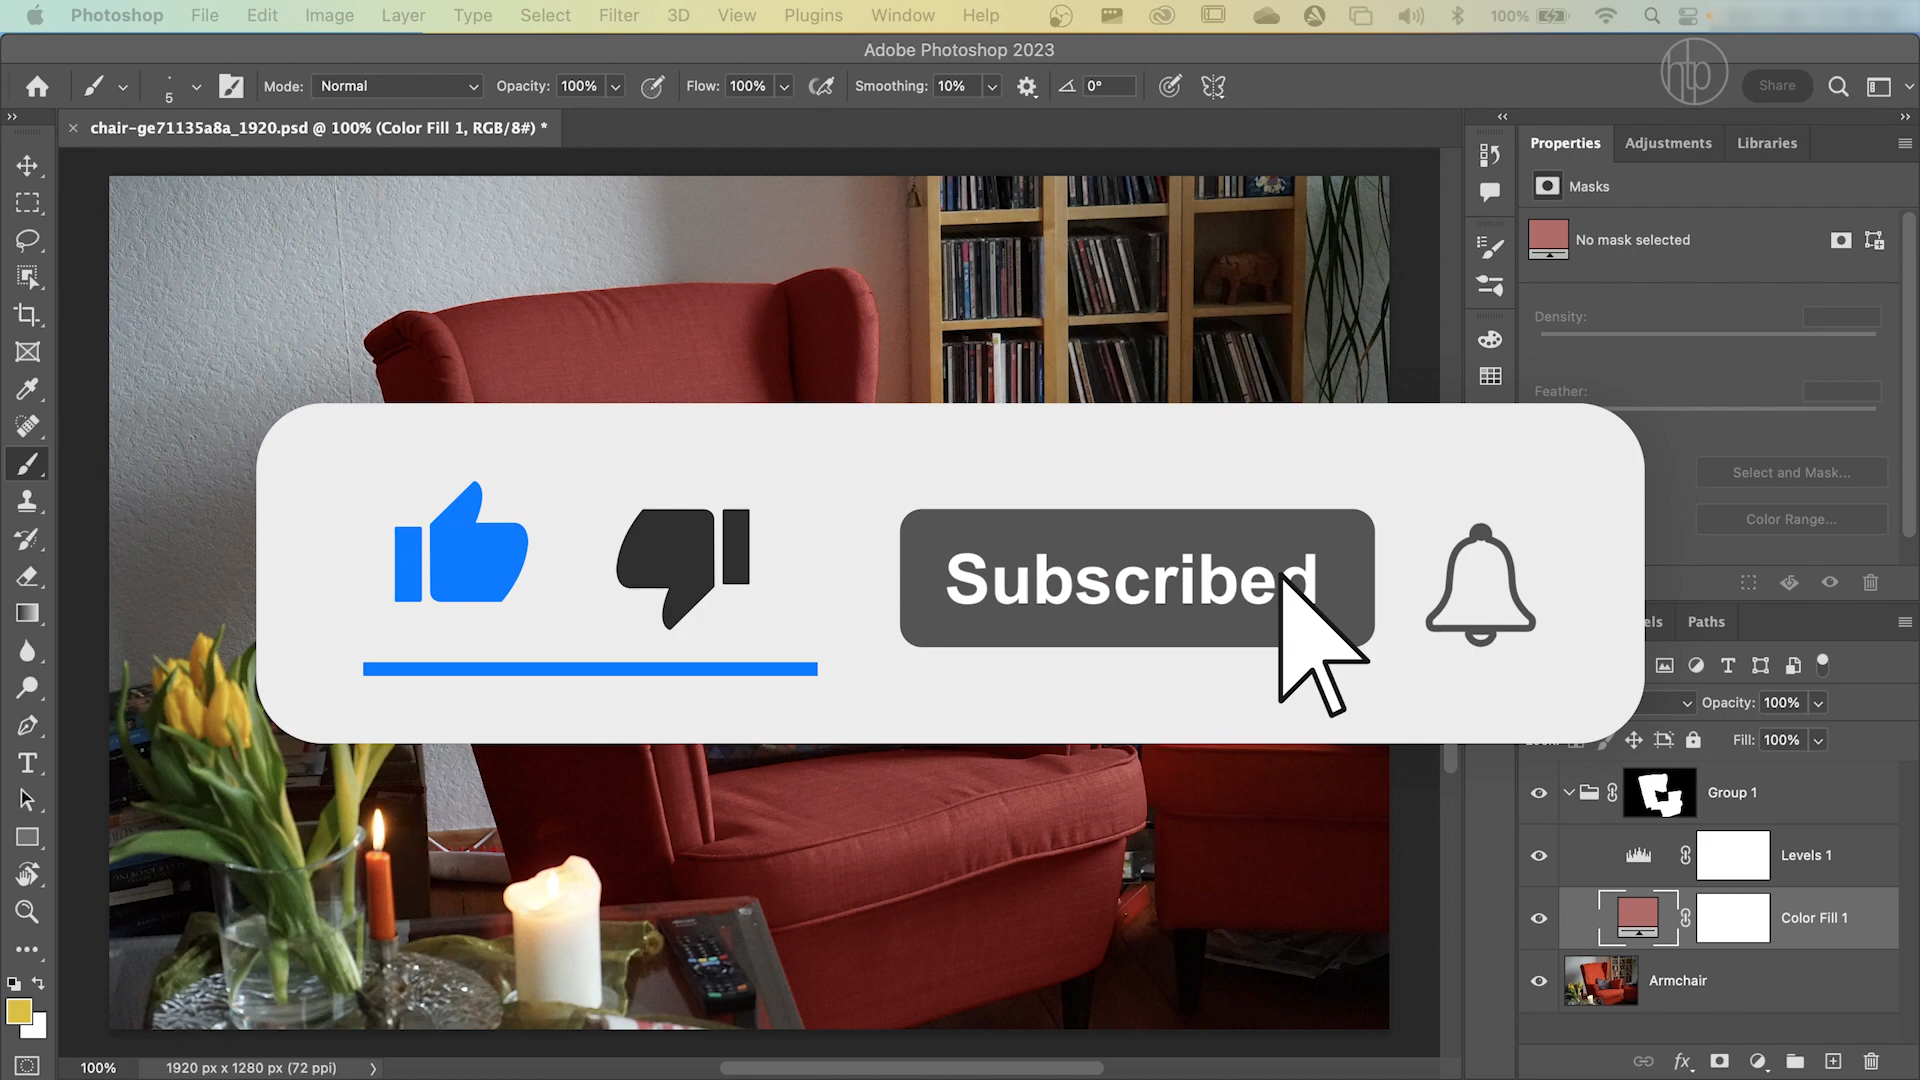 Photoshop File Edit Image Layer Type Select Filter 3D View Plugins Window Help 100%
Adobe Photoshop 2023
htp
5 Mode: Normal Opacity: 100% Flow: 100% Smoothing: 10% 0° Share
chair-ge71135a8a_1920.psd @ 100% (Color Fill 1, RGB/8#) *
Properties Adjustments Libraries
Masks
No mask selected
Density:
Feather:
Select and Mask...
Color Range...
Subscribed
Paths
Opacity: 100%
Fill: 100%
Group 1
Levels 1
Color Fill 1
Armchair
100% 1920 px x 1280 px (72 ppi)